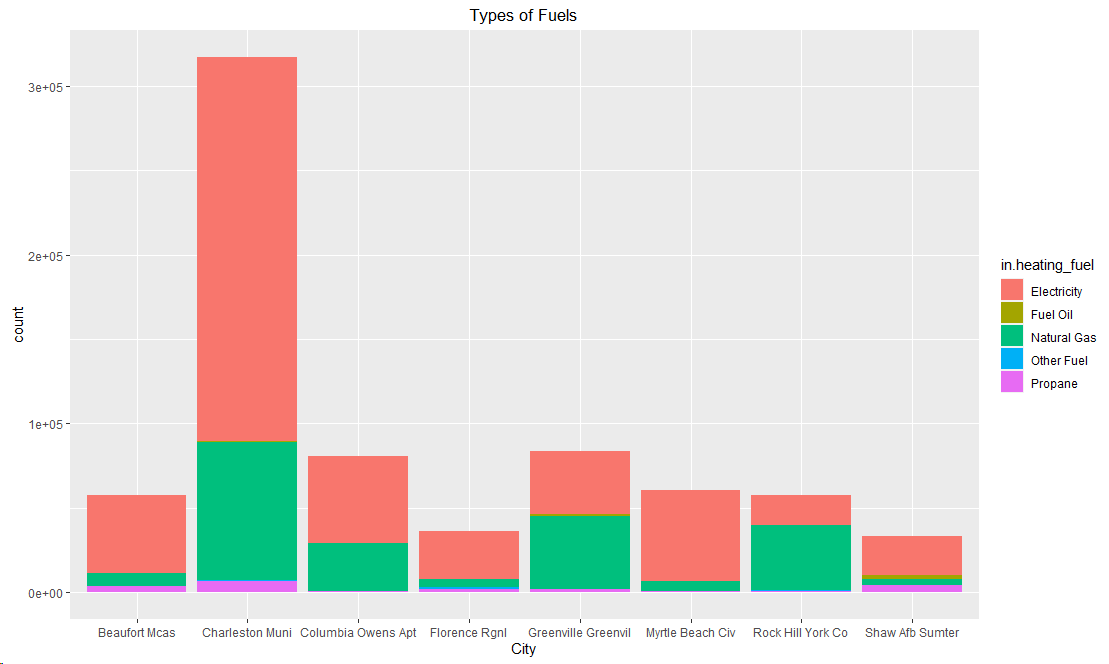 Types of Fuels
count
3e+05
2e+05
1e+05
0e+00
Beaufort Mcas Charleston Muni Columbia Owens Apt Florence Rgnl Greenville Greenvil Myrtle Beach Civ Rock Hill York Co Shaw Afb Sumter
City
in.heating_fuel
Electricity
Fuel Oil
Natural Gas
Other Fuel
Propane